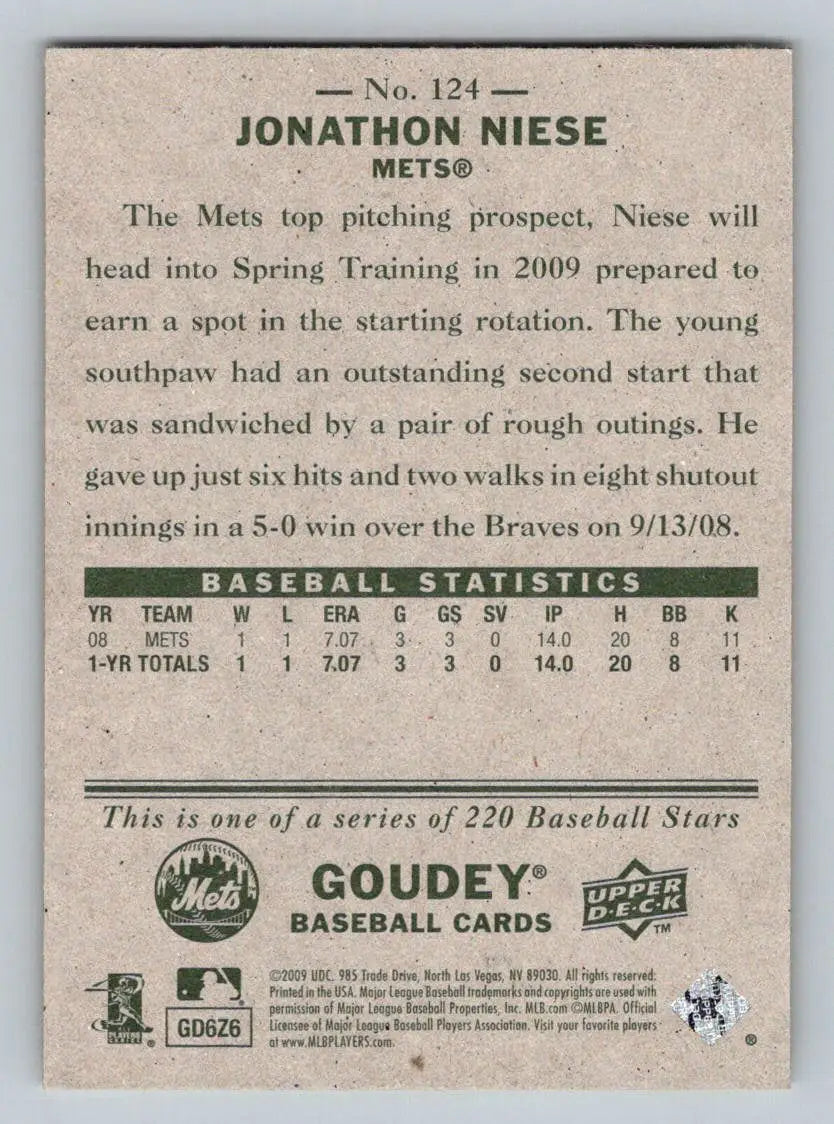 — No. 124 —
JONATHON NIESE
METS®
The Mets top pitching prospect, Niese will
head into Spring Training in 2009 prepared to
earn a spot in the starting rotation. The young
southpaw had an outstanding second start that
was sandwiched by a pair of rough outings. He
gave up just six hits and two walks in eight shutout
innings in a 5-0 win over the Braves on 9/13/08.
BASEBALL STATISTICS
YR TEAM W L ERA G GS SV IP H BB K
08 METS 1 1 7.07 3 3 0 14.0 20 8 11
1-YR TOTALS 1 1 7.07 3 3 0 14.0 20 8 11
This is one of a series of 220 Baseball Stars
Mets
GOUDEY®
BASEBALL CARDS
UPPER
D•E•C•K
TM
GD6Z6
©2009 UDC. 985 Trade Drive, North Las Vegas, NV 89030. All rights reserved.
Printed in the USA. Major League Baseball trademarks and copyrights are used with
permission of Major League Baseball Properties, Inc. MLB.com ©MLBPA. Official
Licensee of Major League Baseball Players Association. Visit your favorite players
at www.MLBPLAYERS.com.
®
®